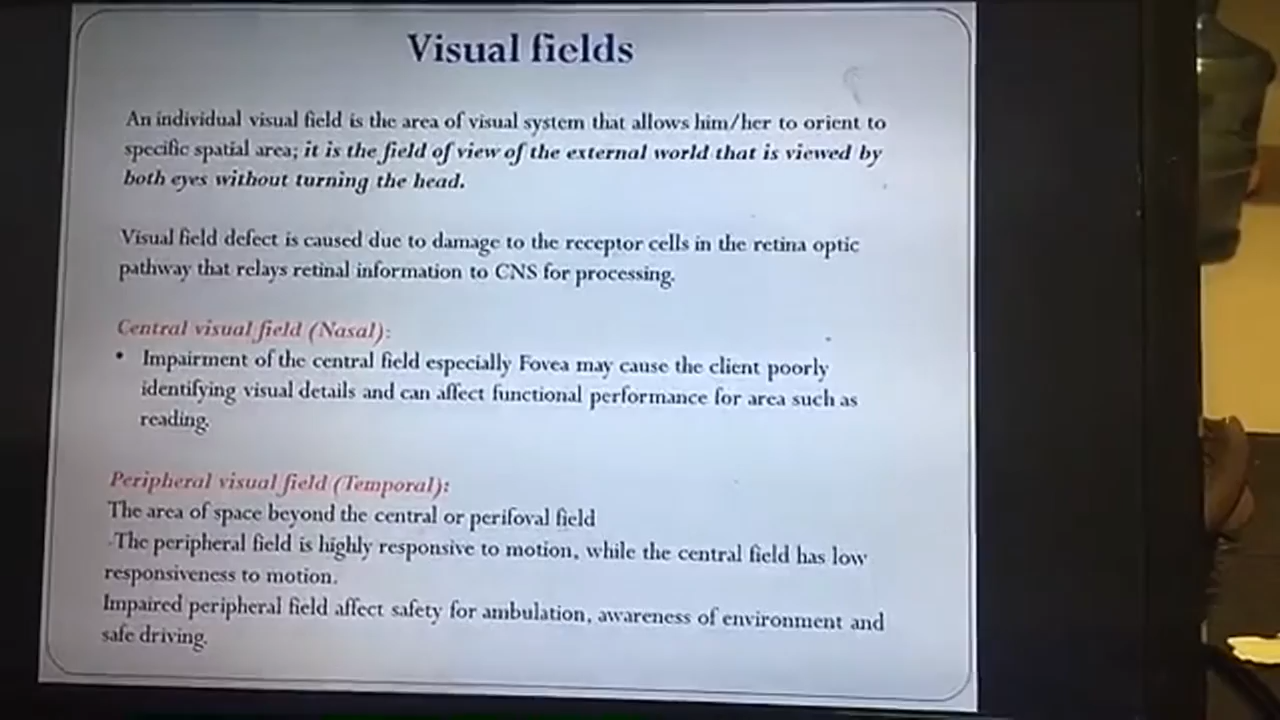 Visual fields
An individual visual field is the area of visual system that allows him/her to orient to
specific spatial area; it is the field of view of the external world that is viewed by
both eyes without turning the head.
Visual field defect is caused due to damage to the receptor cells in the retina optic
pathway that relays retinal information to CNS for processing.
Central visual field (Nasal):
• Impairment of the central field especially Fovea may cause the client poorly
identifying visual details and can affect functional performance for area such as
reading.
Peripheral visual field (Temporal):
The area of space beyond the central or perifoval field
-The peripheral field is highly responsive to motion, while the central field has low
responsiveness to motion.
Impaired peripheral field affect safety for ambulation, awareness of environment and
safe driving.